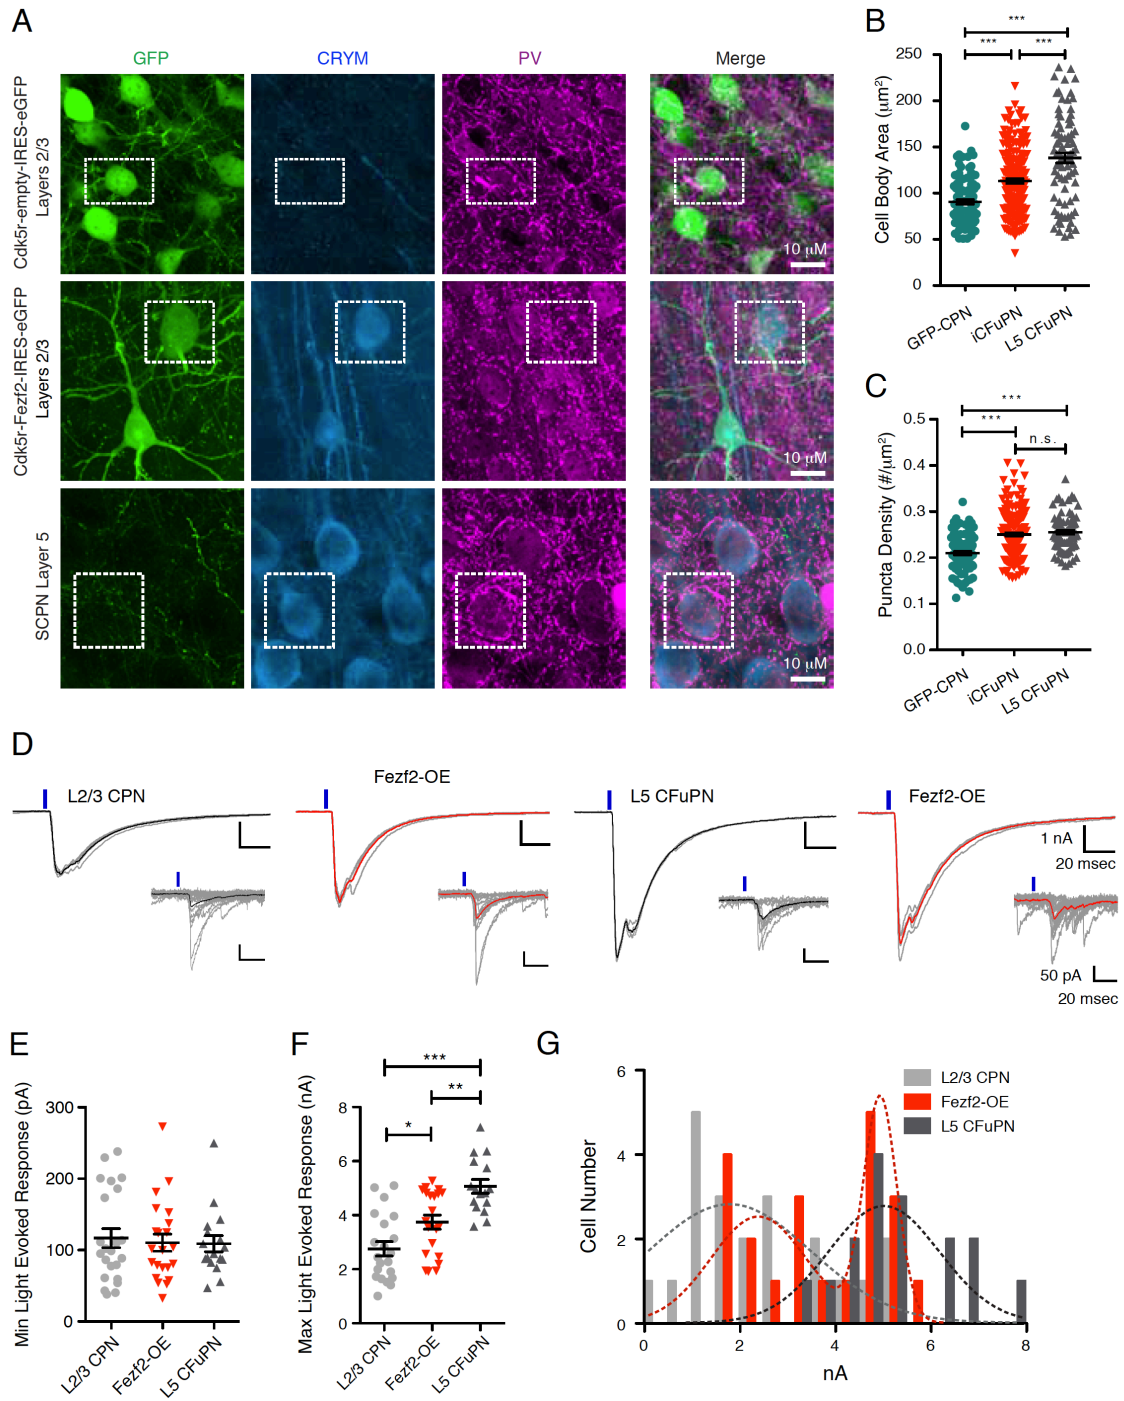 A
GFP
CRYM
PV
Merge
Cdk5r-empty-IRES-eGFP
Layers 2/3
10 μM
Cdk5r-Fezf2-IRES-eGFP
Layers 2/3
10 μM
SCPN Layer 5
10 μM
B
***
*** ***
Cell Body Area (μm²)
250
200
150
100
50
0
GFP-CPN
iCFuPN
L5 CFuPN
C
***
***
n.s.
Puncta Density (#/μm²)
0.5
0.4
0.3
0.2
0.1
0.0
GFP-CPN
iCFuPN
L5 CFuPN
D
L2/3 CPN
Fezf2-OE
L5 CFuPN
Fezf2-OE
1 nA
20 msec
50 pA
20 msec
E
Min Light Evoked Response (pA)
300
200
100
0
L2/3 CPN
Fezf2-OE
L5 CFuPN
F
***
**
*
Max Light Evoked Response (nA)
8
6
4
2
0
L2/3 CPN
Fezf2-OE
L5 CFuPN
G
L2/3 CPN
Fezf2-OE
L5 CFuPN
Cell Number
6
4
2
0
0 2 4 6 8
nA